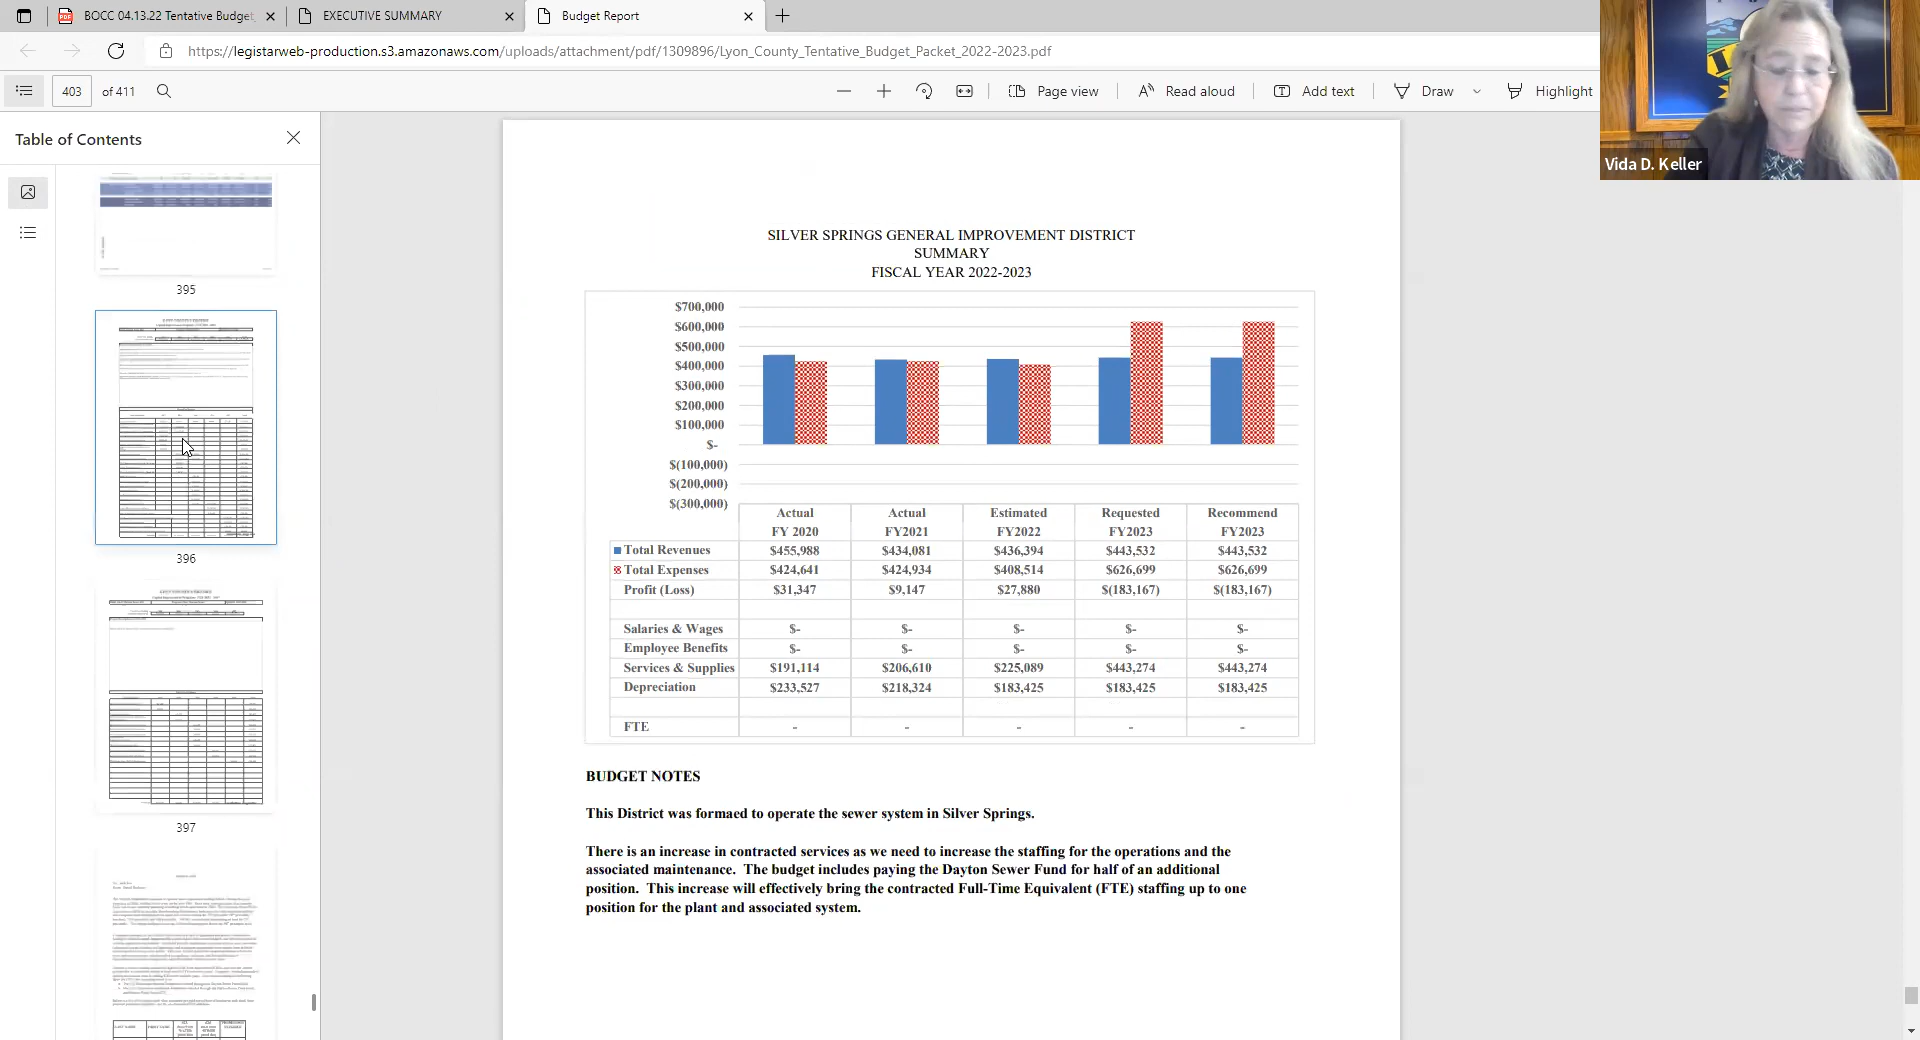 BOCC 04.13.22 Tentative Budget
EXECUTIVE SUMMARY
Budget Report
https://legistarweb-production.s3.amazonaws.com/uploads/attachment/pdf/1309896/Lyon_County_Tentative_Budget_Packet_2022-2023.pdf
403 of 411
Page view
Read aloud
Add text
Draw
Highlight
Vida D. Keller
Table of Contents
395
396
397
SILVER SPRINGS GENERAL IMPROVEMENT DISTRICT
SUMMARY
FISCAL YEAR 2022-2023
$700,000
$600,000
$500,000
$400,000
$300,000
$200,000
$100,000
$-
$(100,000)
$(200,000)
$(300,000)
Actual Actual Estimated Requested Recommend
FY 2020 FY2021 FY2022 FY2023 FY2023
Total Revenues $455,988 $434,081 $436,394 $443,532 $443,532
Total Expenses $424,641 $424,934 $408,514 $626,699 $626,699
Profit (Loss) $31,347 $9,147 $27,880 $(183,167) $(183,167)
Salaries & Wages $- $- $- $- $-
Employee Benefits $- $- $- $- $-
Services & Supplies $191,114 $206,610 $225,089 $443,274 $443,274
Depreciation $233,527 $218,324 $183,425 $183,425 $183,425
FTE - - - - -
BUDGET NOTES
This District was formaed to operate the sewer system in Silver Springs.
There is an increase in contracted services as we need to increase the staffing for the operations and the
associated maintenance. The budget includes paying the Dayton Sewer Fund for half of an additional
position. This increase will effectively bring the contracted Full-Time Equivalent (FTE) staffing up to one
position for the plant and associated system.